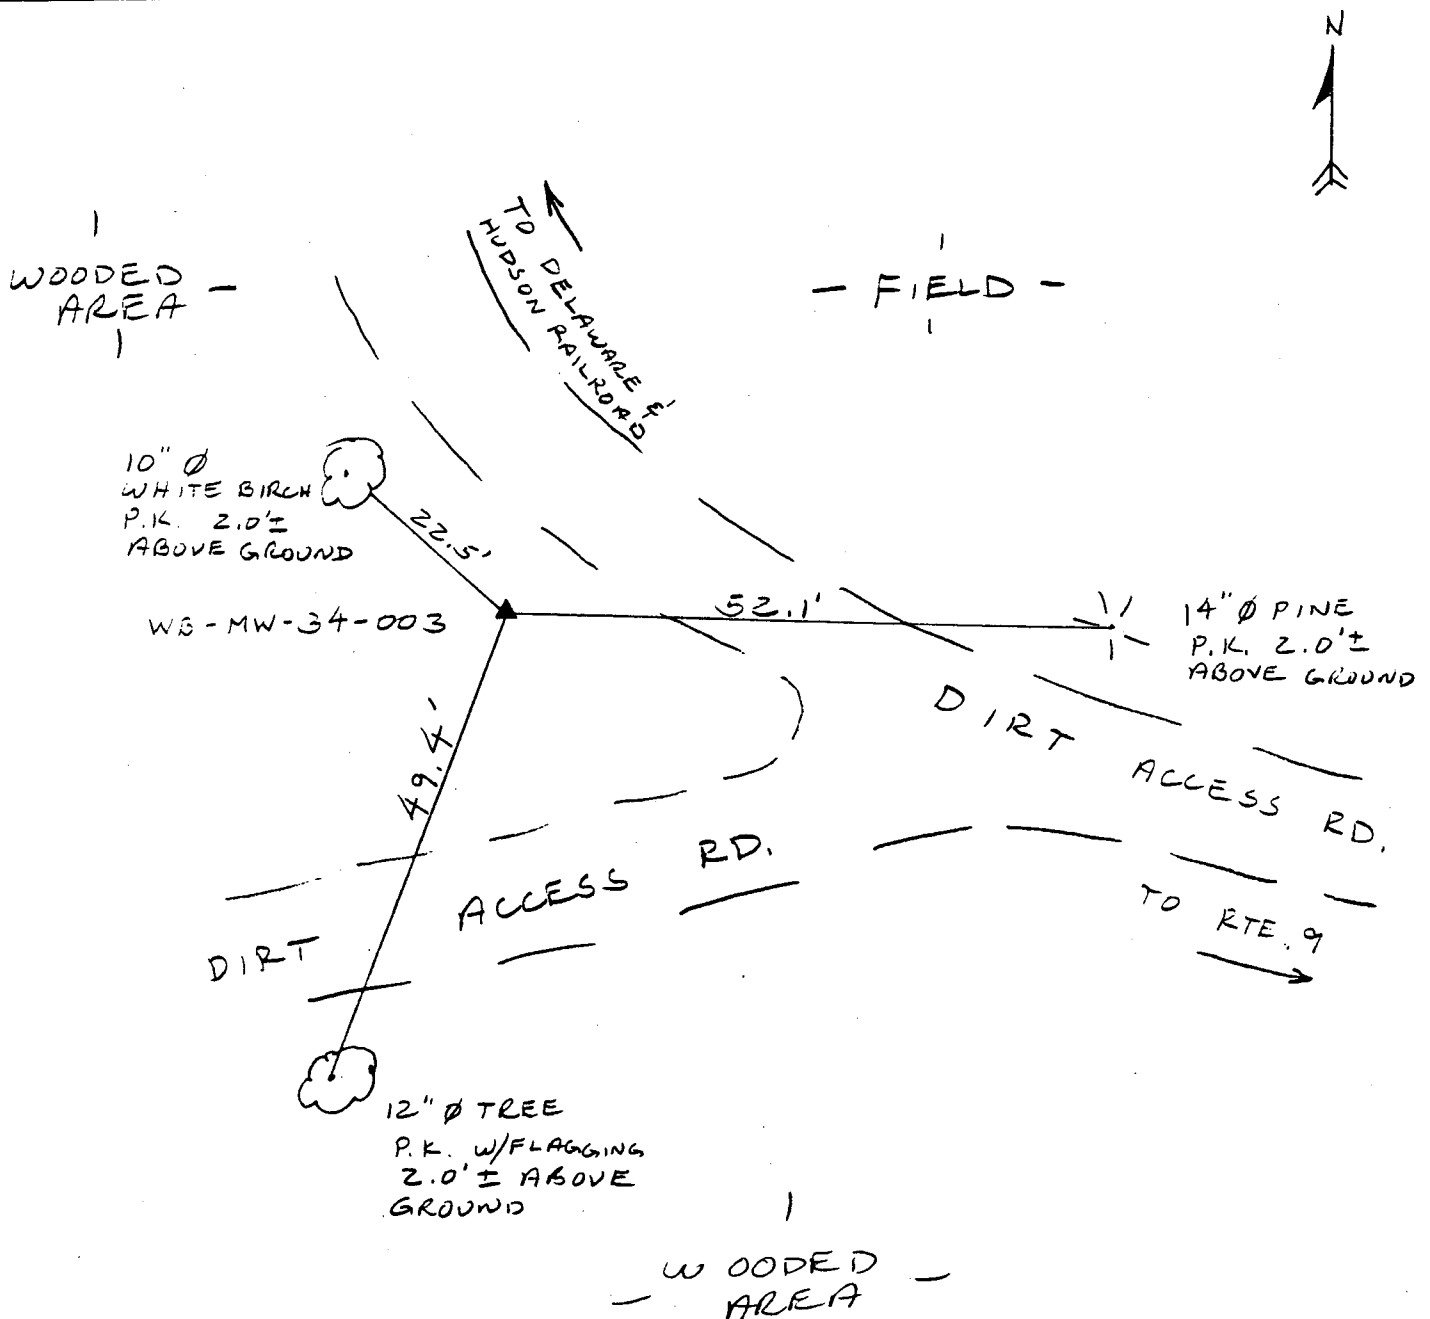 N
TO DELAWARE &
HUDSON RAILROAD
WOODED
AREA
FIELD
10" Ø
WHITE BIRCH
P.K. 2.0'±
ABOVE GROUND
22.5'
52.1'
14" Ø PINE
P.K. 2.0'±
ABOVE GROUND
WG-MW-34-003
49.4'
DIRT ACCESS RD.
DIRT ACCESS RD.
TO RTE. 9
12" Ø TREE
P.K. W/FLAGGING
2.0'± ABOVE
GROUND
WOODED
AREA